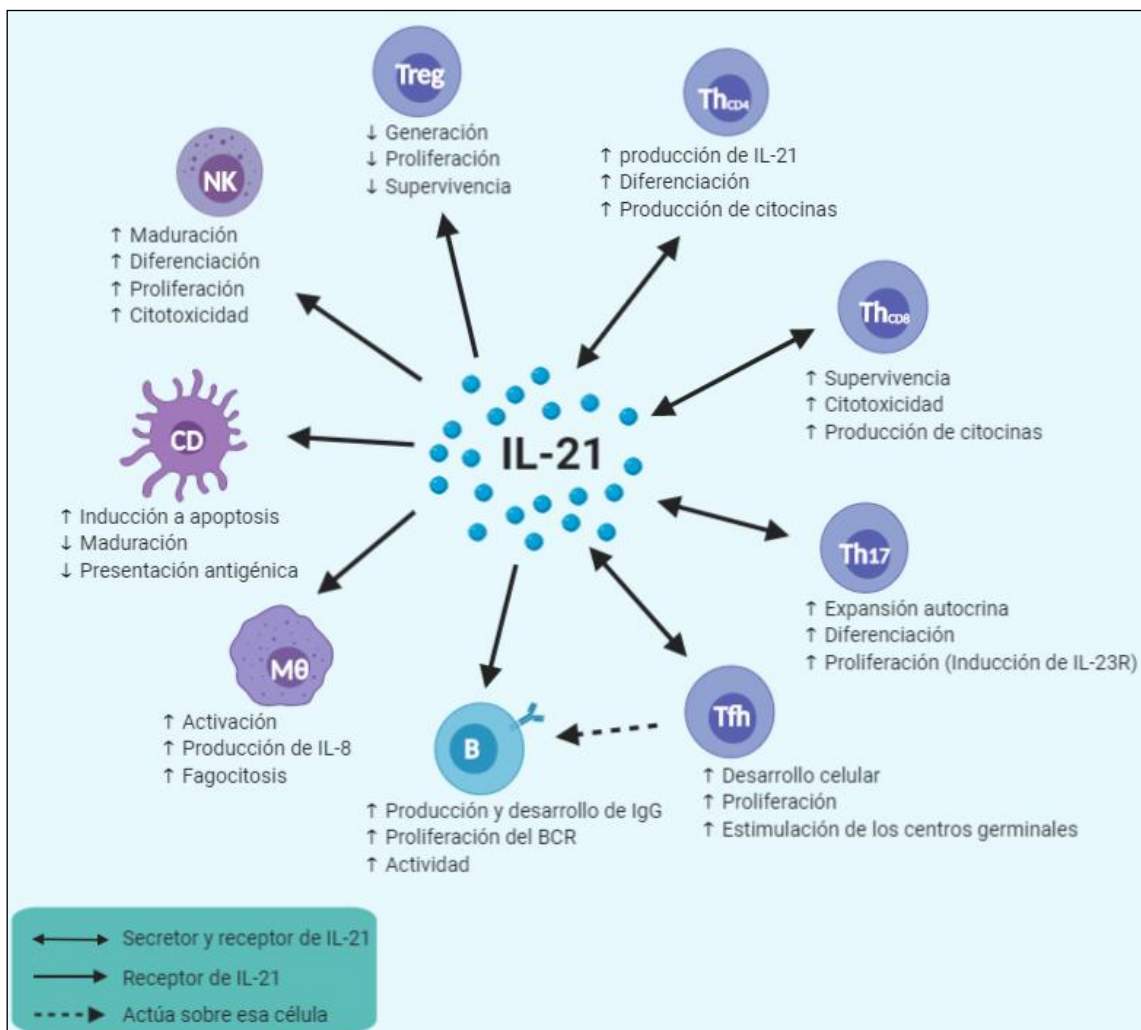 Treg
↓ Generación
↓ Proliferación
↓ Supervivencia
ThCD4
↑ producción de IL-21
↑ Diferenciación
↑ Producción de citocinas
NK
↑ Maduración
↑ Diferenciación
↑ Proliferación
↑ Citotoxicidad
ThCD8
↑ Supervivencia
↑ Citotoxicidad
↑ Producción de citocinas
CD
↑ Inducción a apoptosis
↓ Maduración
↓ Presentación antigénica
IL-21
Th17
↑ Expansión autocrina
↑ Diferenciación
↑ Proliferación (Inducción de IL-23R)
Mθ
↑ Activación
↑ Producción de IL-8
↑ Fagocitosis
B
↑ Producción y desarrollo de IgG
↑ Proliferación del BCR
↑ Actividad
Tfh
↑ Desarrollo celular
↑ Proliferación
↑ Estimulación de los centros germinales
Secretor y receptor de IL-21
Receptor de IL-21
Actúa sobre esa célula